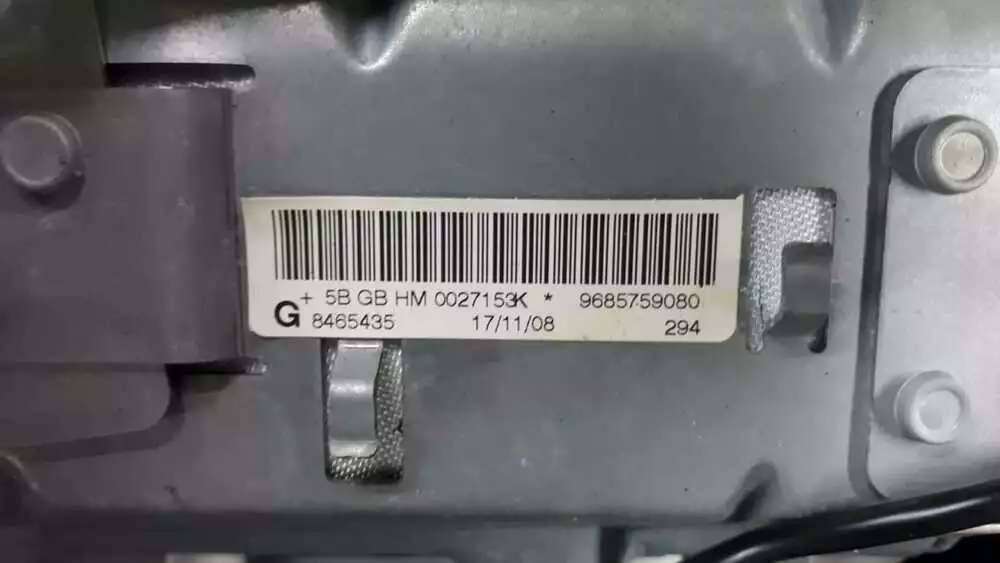 + 5B GB HM 0027153K * 9685759080
G 8465435 17/11/08 294